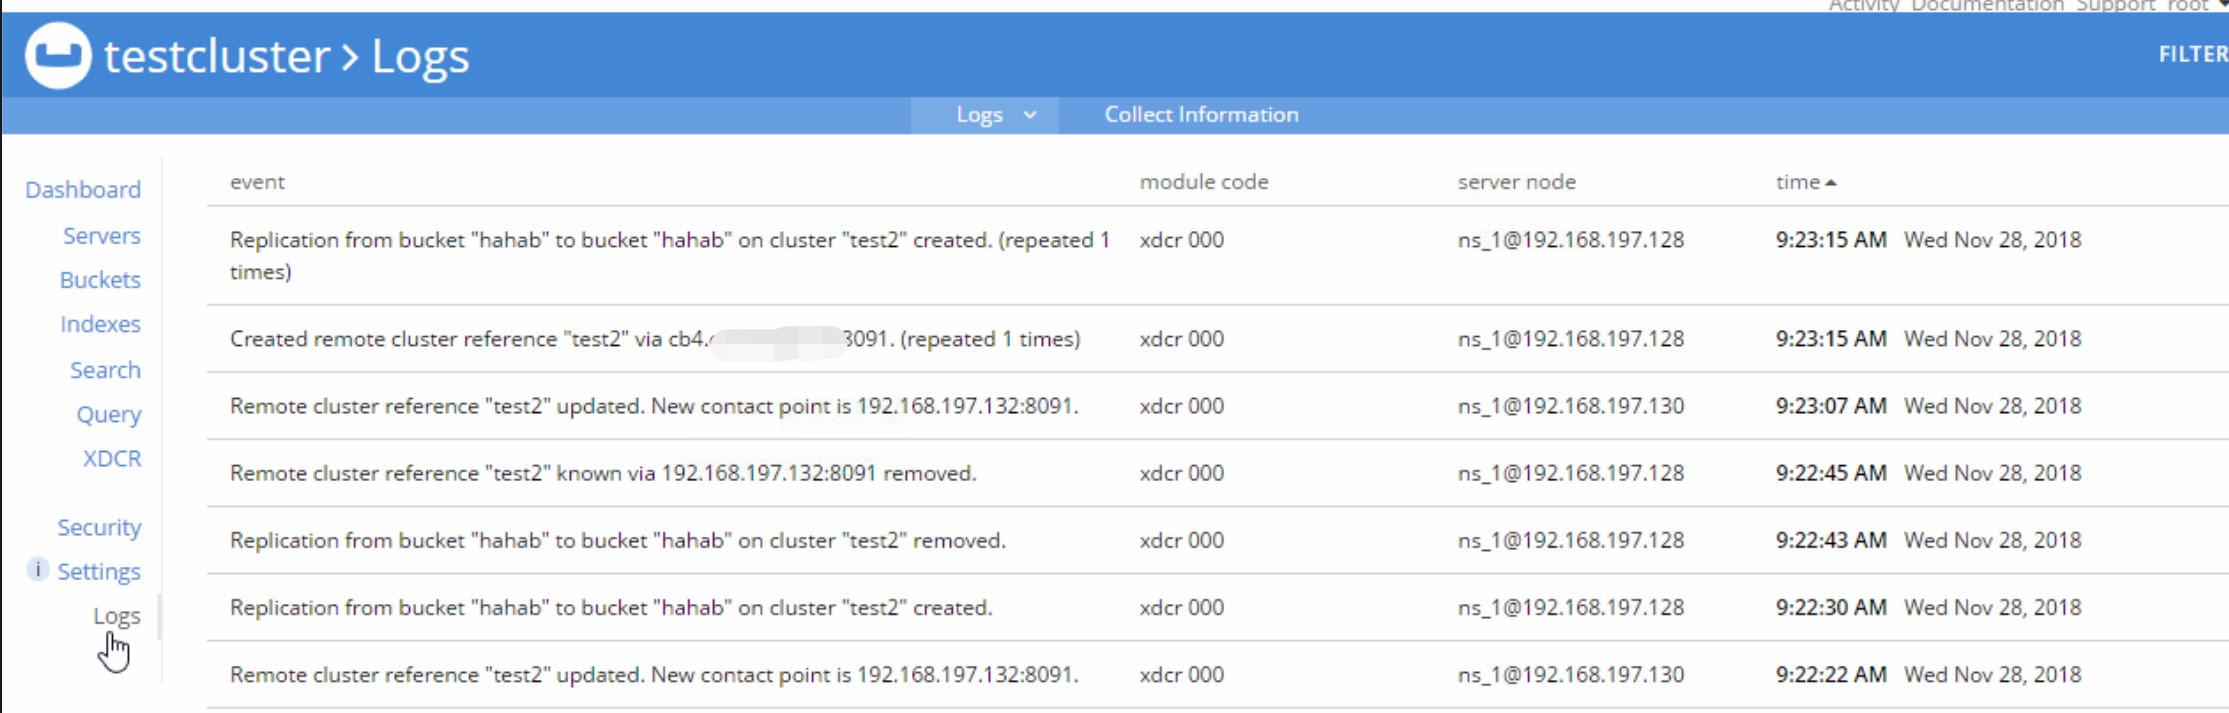 Activity Documentation Support root
testcluster > Logs
FILTER
Logs Collect Information
event module code server node time
Dashboard
Servers
Buckets
Indexes
Search
Query
XDCR
Security
i Settings
Logs
Replication from bucket "hahab" to bucket "hahab" on cluster "test2" created. (repeated 1 xdcr 000 ns_1@192.168.197.128 9:23:15 AM Wed Nov 28, 2018
times)
Created remote cluster reference "test2" via cb4. 8091. (repeated 1 times) xdcr 000 ns_1@192.168.197.128 9:23:15 AM Wed Nov 28, 2018
Remote cluster reference "test2" updated. New contact point is 192.168.197.132:8091. xdcr 000 ns_1@192.168.197.130 9:23:07 AM Wed Nov 28, 2018
Remote cluster reference "test2" known via 192.168.197.132:8091 removed. xdcr 000 ns_1@192.168.197.128 9:22:45 AM Wed Nov 28, 2018
Replication from bucket "hahab" to bucket "hahab" on cluster "test2" removed. xdcr 000 ns_1@192.168.197.128 9:22:43 AM Wed Nov 28, 2018
Replication from bucket "hahab" to bucket "hahab" on cluster "test2" created. xdcr 000 ns_1@192.168.197.128 9:22:30 AM Wed Nov 28, 2018
Remote cluster reference "test2" updated. New contact point is 192.168.197.132:8091. xdcr 000 ns_1@192.168.197.130 9:22:22 AM Wed Nov 28, 2018